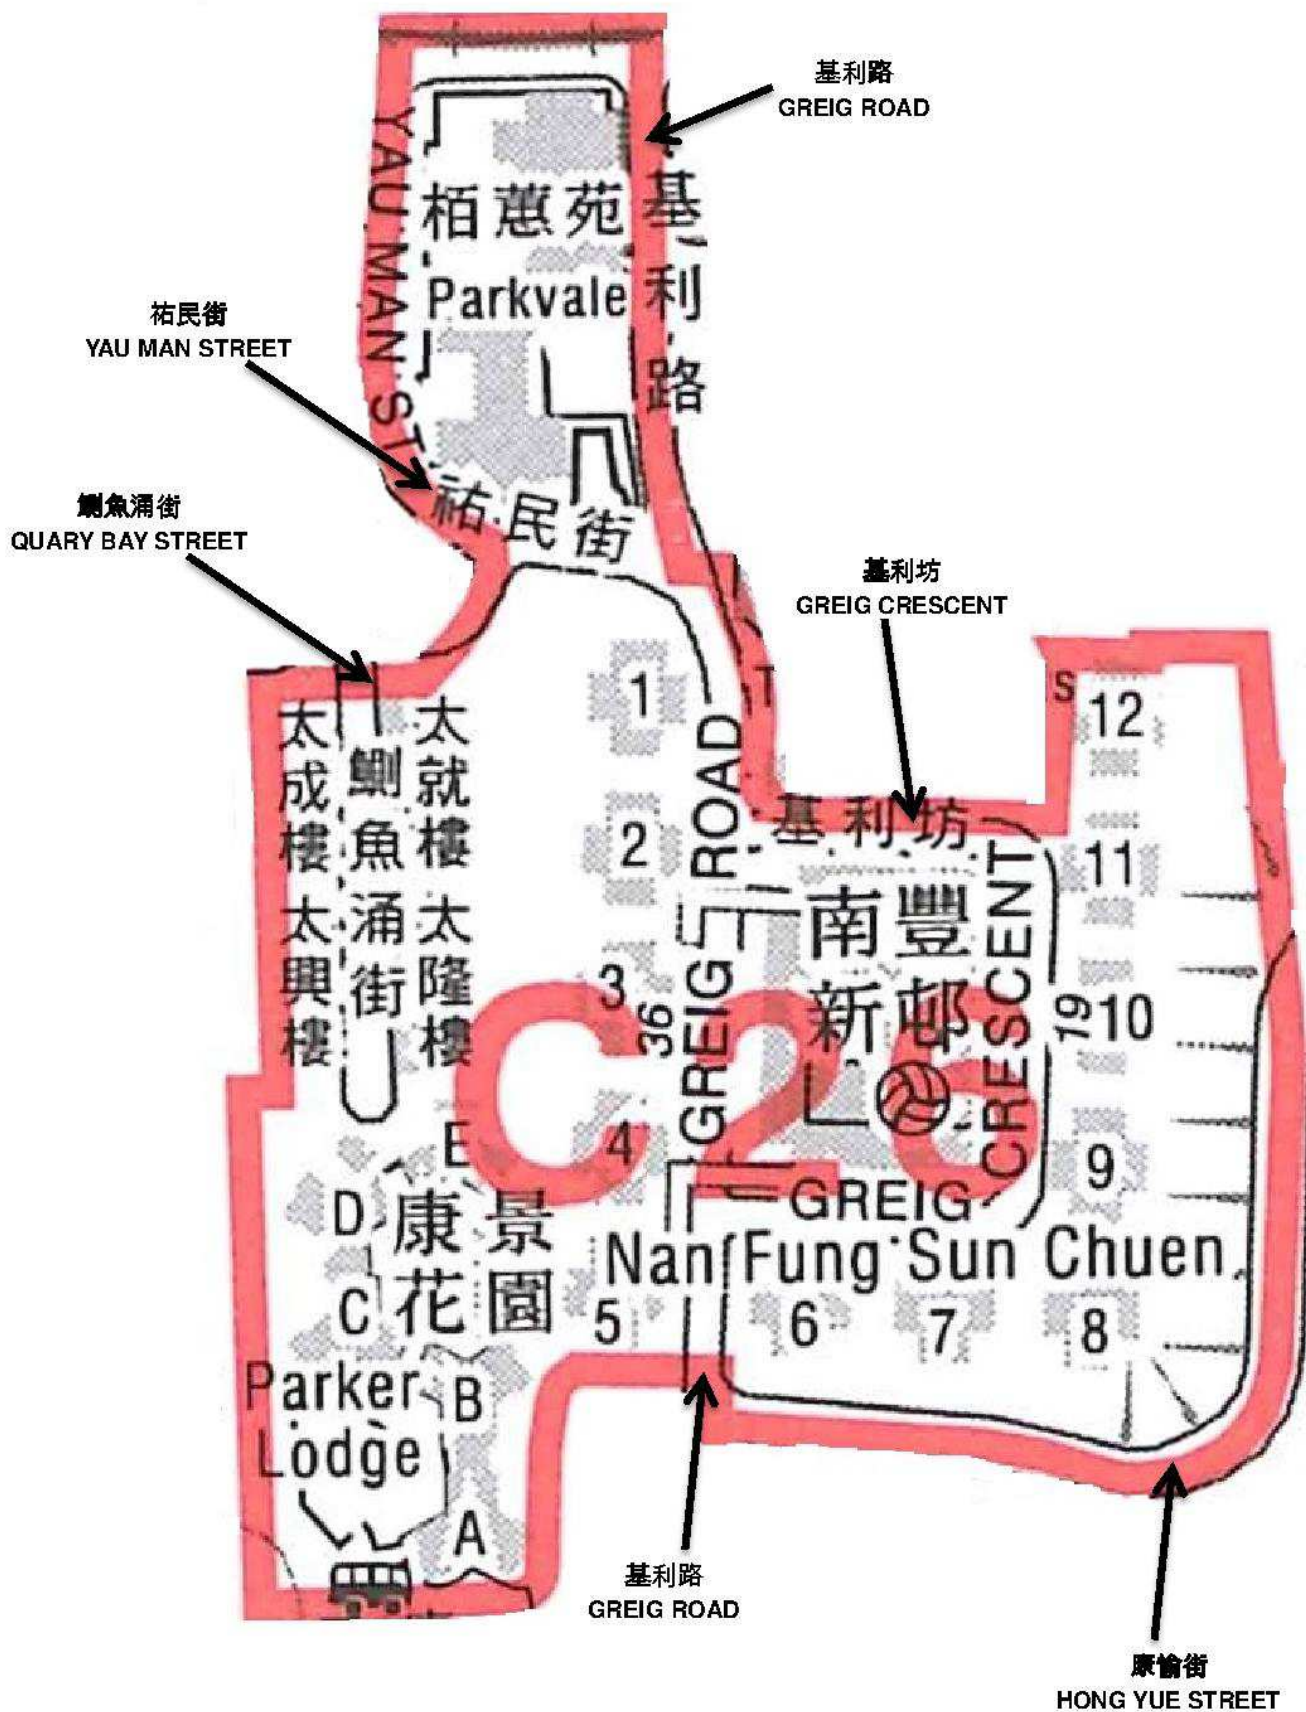 基利路
GREIG ROAD
YAU MAN ST.
栢蕙苑
Parkvale
基利路
祐民街
YAU MAN STREET
祐民街
鰂魚涌街
QUARY BAY STREET
基利坊
GREIG CRESCENT
1
T
S
12
太成樓
鰂魚涌街
太就樓
2
GREIG ROAD
基利坊
11
太興樓
太隆樓
3
36
南豐
新邨
CRESCENT
19
10
C26
E
4
9
D
康景
花園
GREIG
Nan Fung Sun Chuen
C
5
6
7
8
Parker
Lodge
B
A
基利路
GREIG ROAD
康愉街
HONG YUE STREET